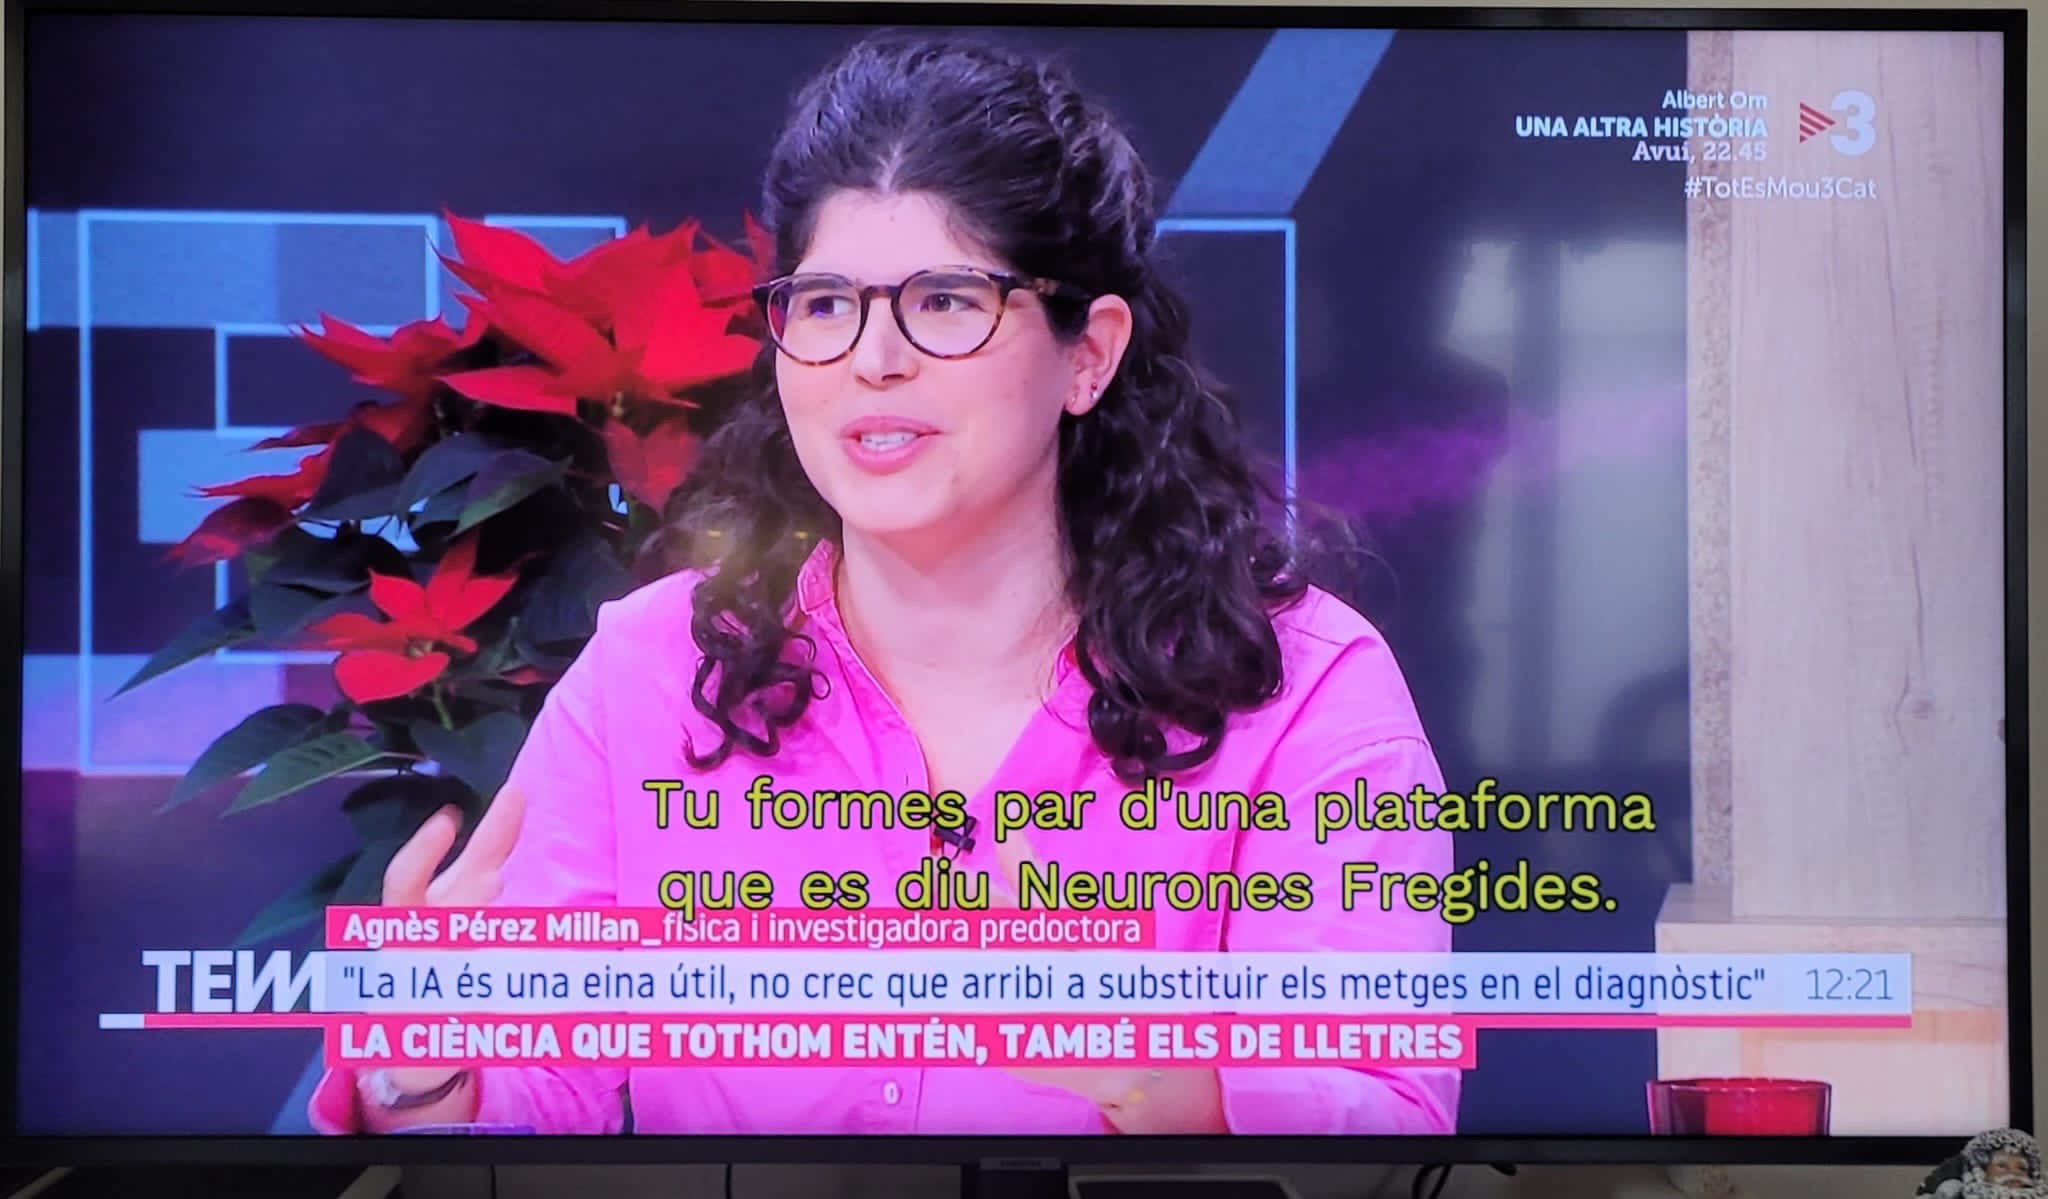 Albert Om
UNA ALTRA HISTÒRIA
Avui, 22.45
3
#TotEsMou3Cat
Tu formes par d'una plataforma
que es diu Neurones Fregides.
Agnès Pérez Millan_física i investigadora predoctora
TEM
"La IA és una eina útil, no crec que arribi a substituir els metges en el diagnòstic" 12:21
LA CIÈNCIA QUE TOTHOM ENTÉN, TAMBÉ ELS DE LLETRES
SAMSUNG